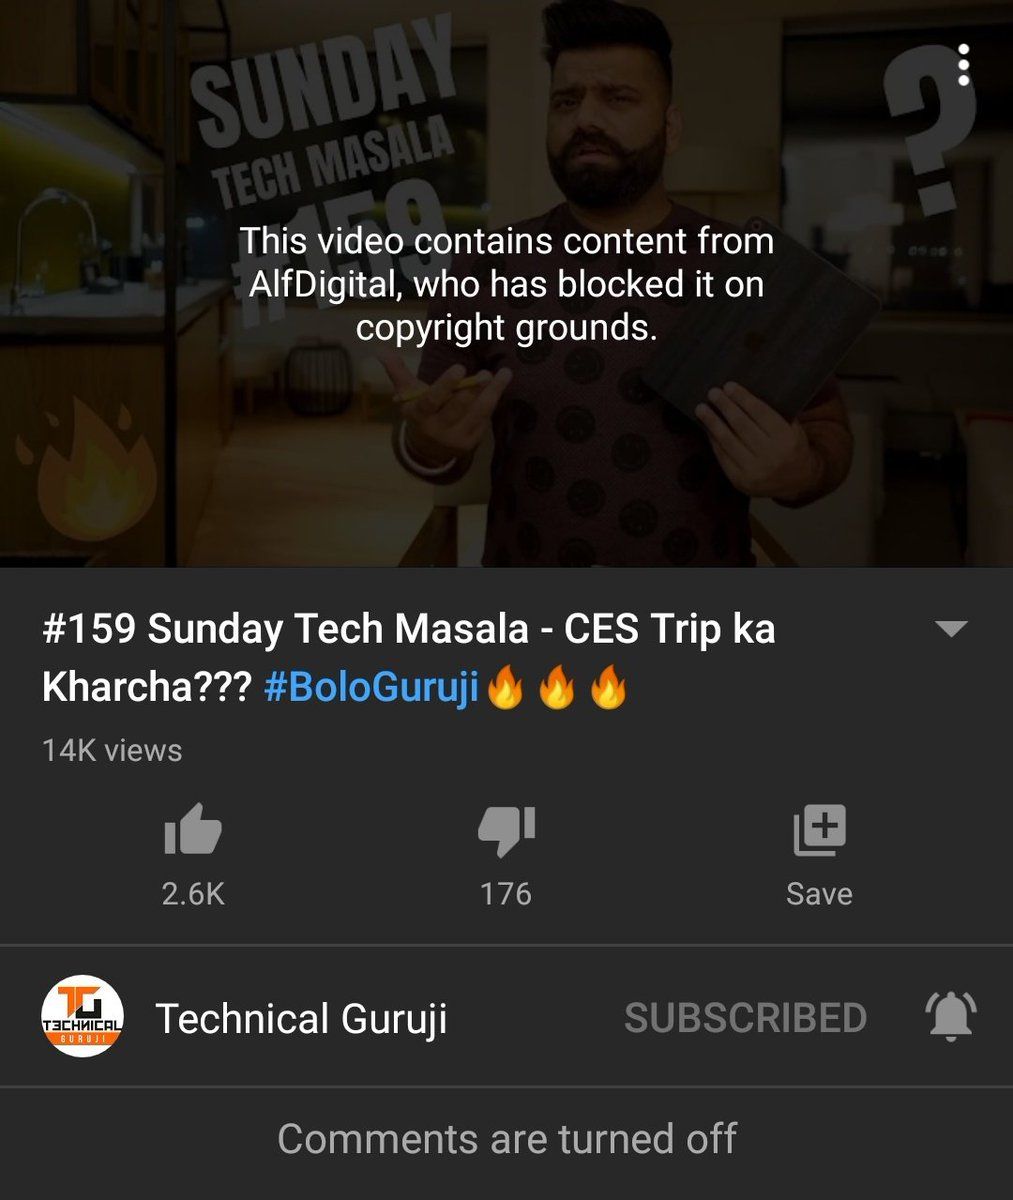 SUNDAY
TECH MASALA
#159
?
This video contains content from
AlfDigital, who has blocked it on
copyright grounds.
#159 Sunday Tech Masala - CES Trip ka
Kharcha??? #BoloGuruji🔥🔥🔥
14K views
2.6K
176
Save
TG
T3CHNICAL
GURUJI
Technical Guruji
SUBSCRIBED
Comments are turned off